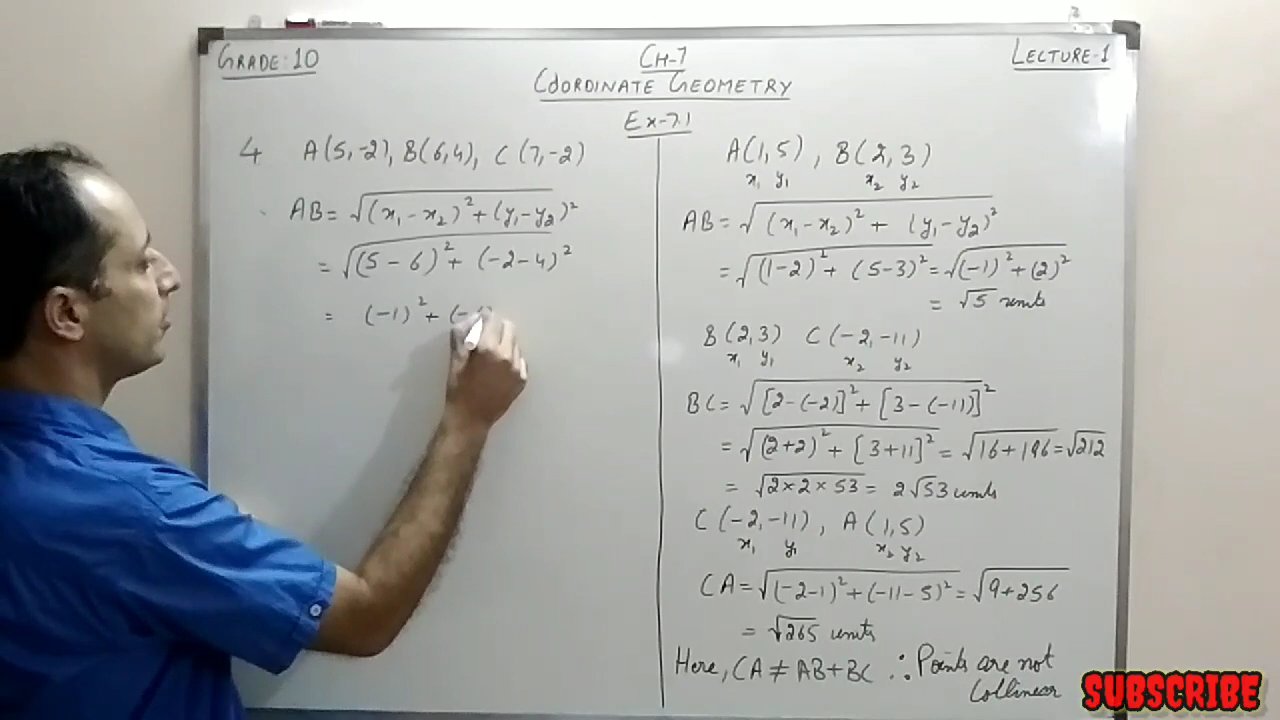 GRADE:10
CH-7
LECTURE-1
COORDINATE GEOMETRY
Ex-7.1
4 A(5,-2), B(6,4), C(7,-2)
AB = √(x₁-x₂)²+(y₁-y₂)²
= √(5-6)²+(-2-4)²
= (-1)²+(-6)
A(1,5), B(2,3)
x₁ y₁ x₂ y₂
AB = √(x₁-x₂)² + (y₁-y₂)²
= √(1-2)²+(5-3)² = √(-1)²+(2)²
= √5 units
B(2,3) C(-2,-11)
x₁ y₁ x₂ y₂
BC = √[2-(-2)]²+[3-(-11)]²
= √(2+2)²+[3+11]² = √16+196 = √212
= √2×2×53 = 2√53 units
C(-2,-11), A(1,5)
x₁ y₁ x₂ y₂
CA = √(-2-1)²+(-11-5)² = √9+256
= √265 units
Here, CA ≠ AB+BC ∴ Points are not
Collinear
SUBSCRIBE